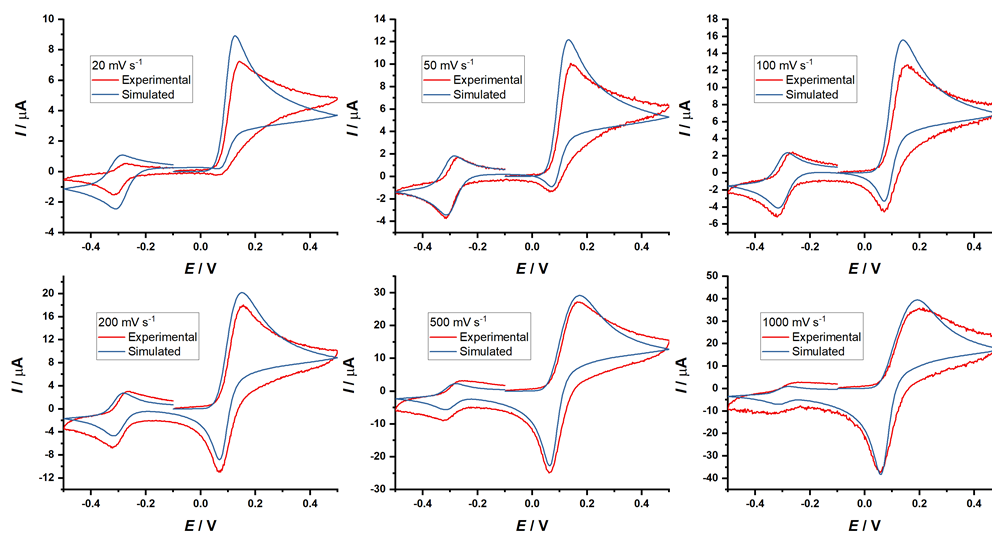 10
8
6
4
2
0
-2
-4
20 mV s⁻¹
Experimental
Simulated
I / µA
-0.4 -0.2 0.0 0.2 0.4
E / V
14
12
10
8
6
4
2
0
-2
-4
50 mV s⁻¹
Experimental
Simulated
I / µA
-0.4 -0.2 0.0 0.2 0.4
E / V
18
16
14
12
10
8
6
4
2
0
-2
-4
-6
100 mV s⁻¹
Experimental
Simulated
I / µA
-0.4 -0.2 0.0 0.2 0.4
E / V
20
16
12
8
4
0
-4
-8
-12
200 mV s⁻¹
Experimental
Simulated
I / µA
-0.4 -0.2 0.0 0.2 0.4
E / V
30
20
10
0
-10
-20
-30
500 mV s⁻¹
Experimental
Simulated
I / µA
-0.4 -0.2 0.0 0.2 0.4
E / V
50
40
30
20
10
0
-10
-20
-30
-40
1000 mV s⁻¹
Experimental
Simulated
I / µA
-0.4 -0.2 0.0 0.2 0.4
E / V